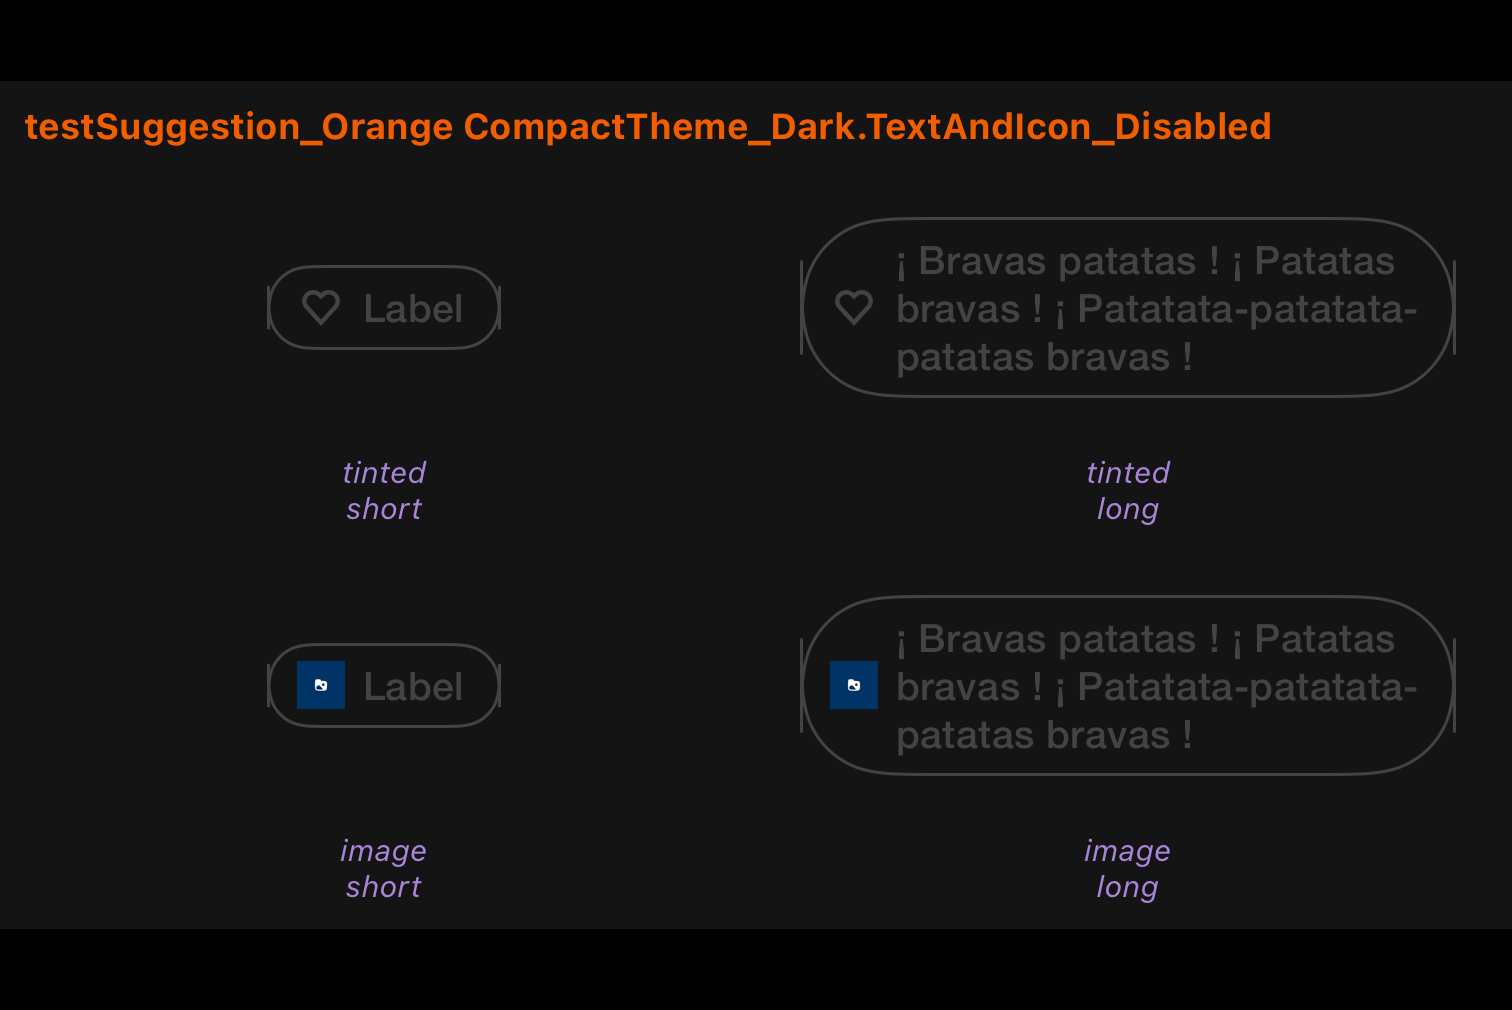 testSuggestion_Orange CompactTheme_Dark.TextAndIcon_Disabled
Label
¡ Bravas patatas ! ¡ Patatas
bravas ! ¡ Patatata-patatata-
patatas bravas !
tinted
short
tinted
long
Label
¡ Bravas patatas ! ¡ Patatas
bravas ! ¡ Patatata-patatata-
patatas bravas !
image
short
image
long